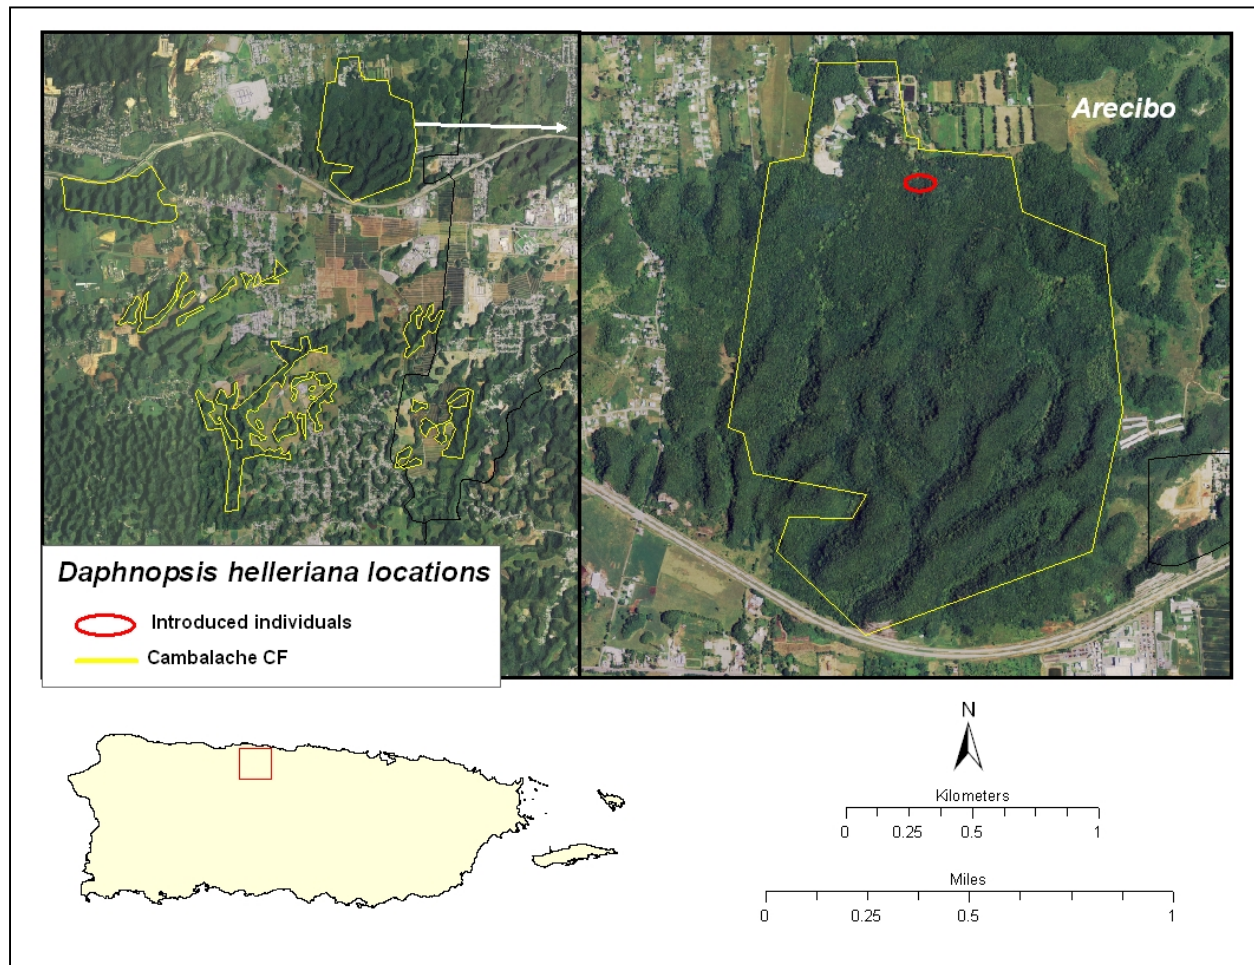 Arecibo
Daphnopsis helleriana locations
Introduced individuals
Cambalache CF
N
Kilometers
0 0.25 0.5 1
Miles
0 0.25 0.5 1